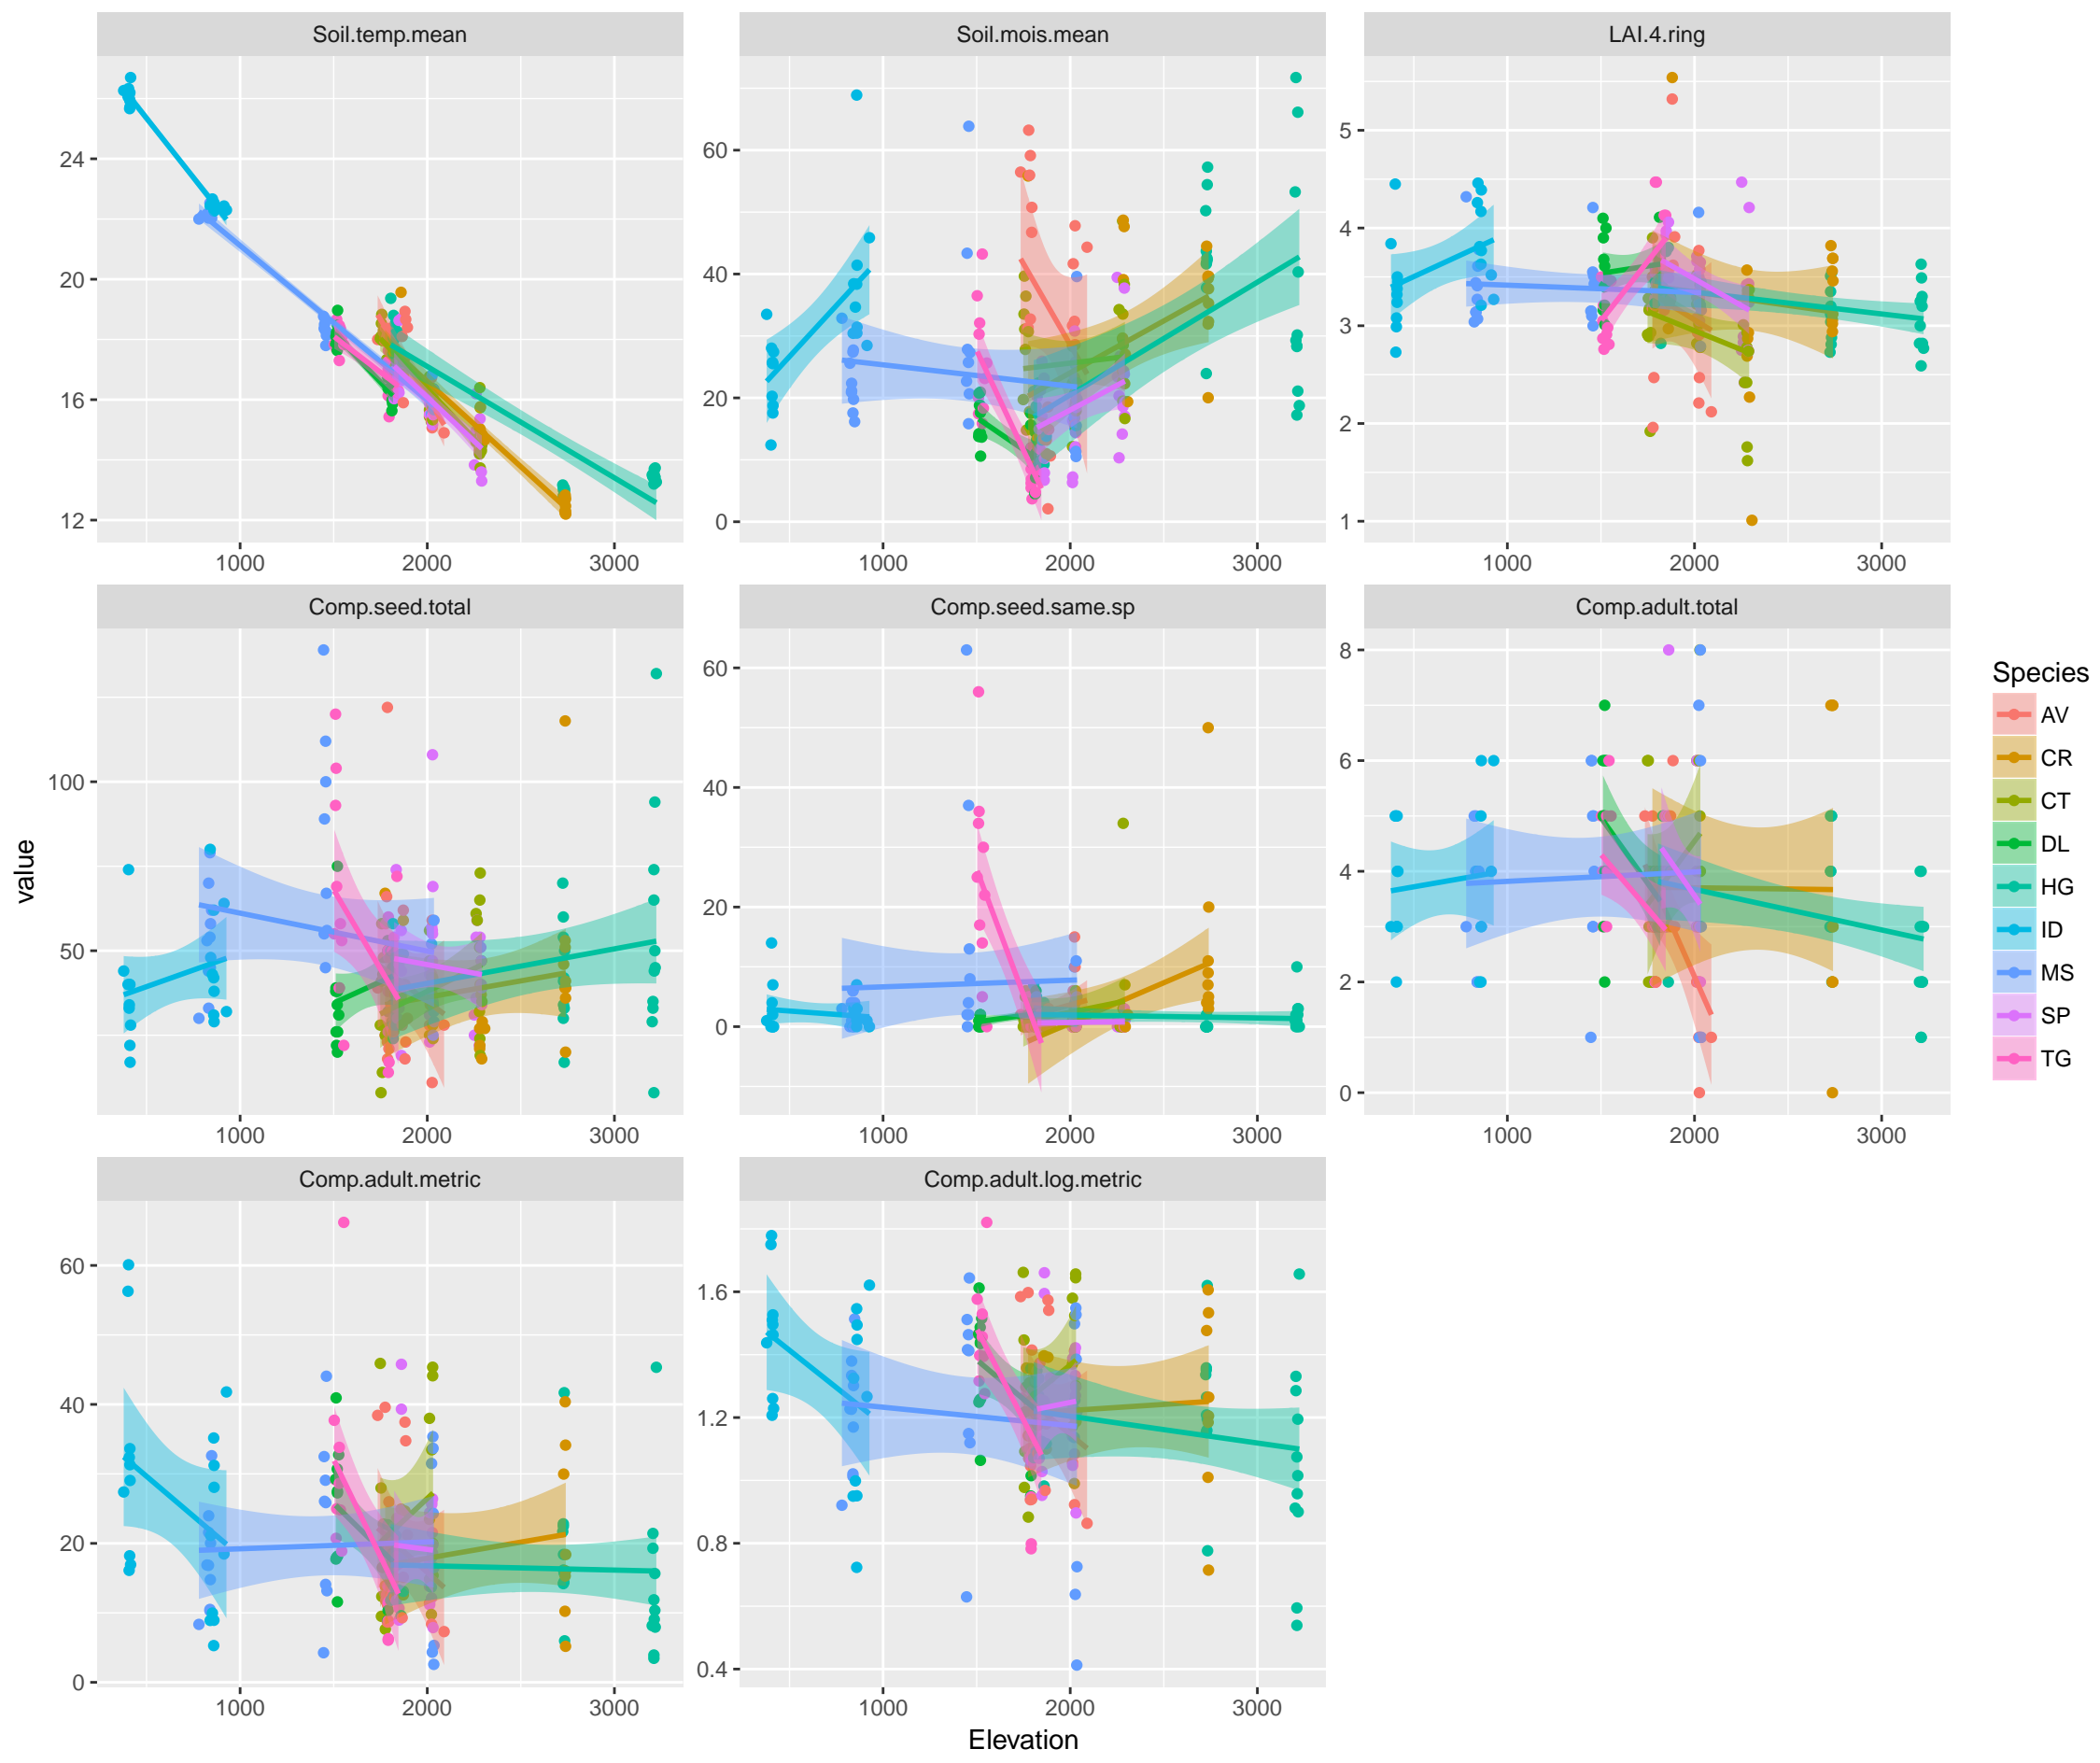 Soil.temp.mean
Soil.mois.mean
LAI.4.ring
24
20
16
12
60
40
20
0
5
4
3
2
1
1000 2000 3000
1000 2000 3000
1000 2000 3000
Comp.seed.total
Comp.seed.same.sp
Comp.adult.total
100
50
60
40
20
0
8
6
4
2
0
1000 2000 3000
1000 2000 3000
1000 2000 3000
Comp.adult.metric
Comp.adult.log.metric
60
40
20
0
1.6
1.2
0.8
0.4
1000 2000 3000
1000 2000 3000
value
Elevation
Species
AV
CR
CT
DL
HG
ID
MS
SP
TG